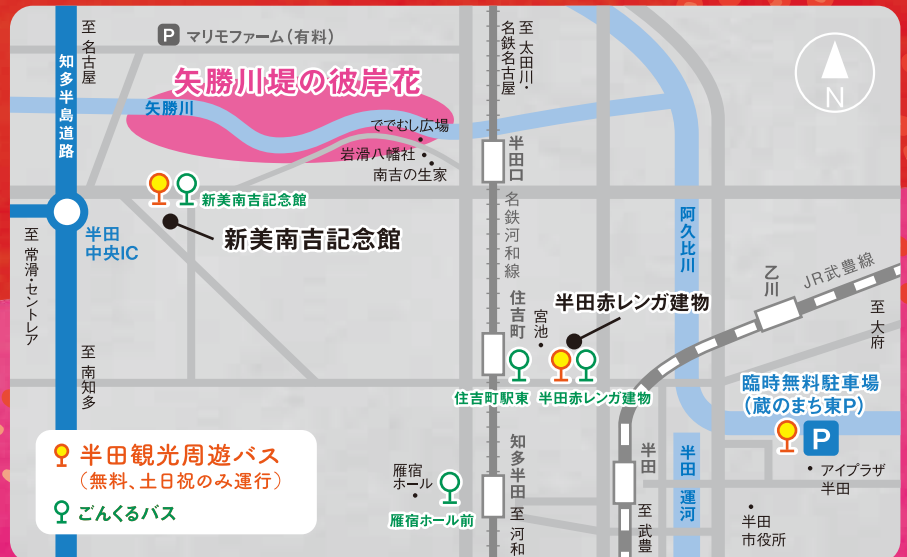 至 名古屋
知多半島道路
P マリモファーム(有料)
矢勝川堤の彼岸花
矢勝川
ででむし広場
岩滑八幡社
南吉の生家
至 太田川・
名鉄名古屋
N
半田口
名鉄河和線
新美南吉記念館
新美南吉記念館
半田
中央IC
至 常滑・セントレア
至 南知多
阿久比川
乙川
JR武豊線
至 大府
住吉町
宮池
半田赤レンガ建物
住吉町駅東
半田赤レンガ建物
臨時無料駐車場
(蔵のまち東P)
P
アイプラザ
半田
半田
市役所
半田 運河
半田
至 武豊
知多半田
至 河和
雁宿
ホール
雁宿ホール前
半田観光周遊バス
(無料、土日祝のみ運行)
ごんくるバス